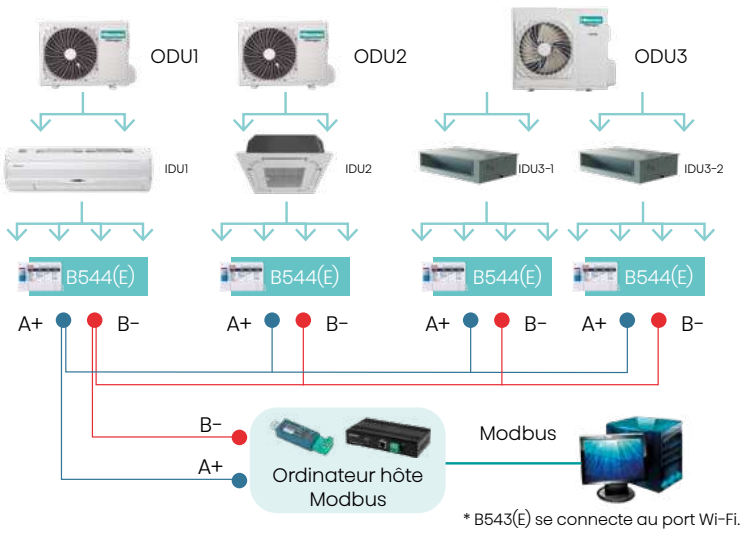 ODU1
ODU2
ODU3
IDU1
IDU2
IDU3-1
IDU3-2
B544(E)
B544(E)
B544(E)
B544(E)
A+
B-
A+
B-
A+
B-
A+
B-
B-
A+
Ordinateur hôte
Modbus
Modbus
* B543(E) se connecte au port Wi-Fi.